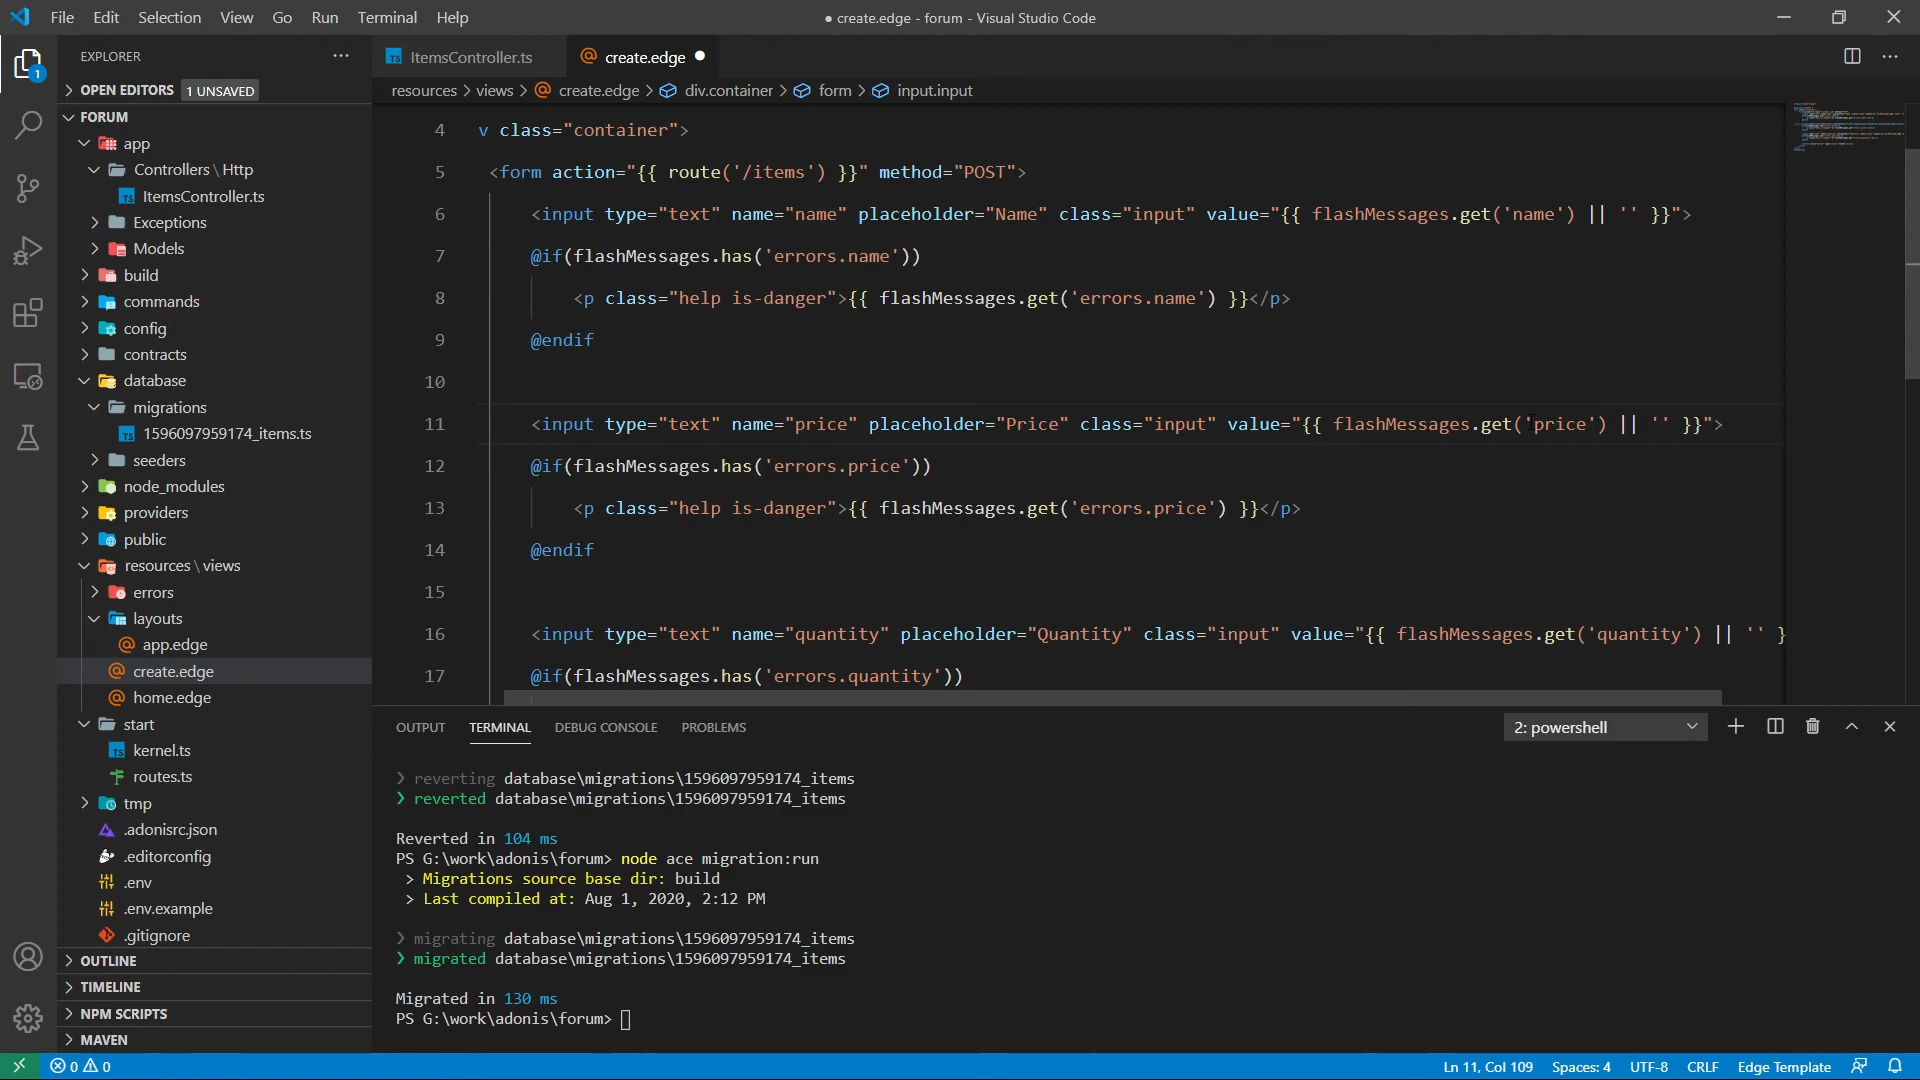 File Edit Selection View Go Run Terminal Help
● create.edge - forum - Visual Studio Code
EXPLORER
OPEN EDITORS 1 UNSAVED
FORUM
app
Controllers \ Http
ItemsController.ts
Exceptions
Models
build
commands
config
contracts
database
migrations
1596097959174_items.ts
seeders
node_modules
providers
public
resources \ views
errors
layouts
app.edge
create.edge
home.edge
start
kernel.ts
routes.ts
tmp
.adonisrc.json
.editorconfig
.env
.env.example
.gitignore
OUTLINE
TIMELINE
NPM SCRIPTS
MAVEN
1
ItemsController.ts
create.edge ●
resources > views > create.edge > div.container > form > input.input
4 v class="container">
5 <form action="{{ route('/items') }}" method="POST">
6 <input type="text" name="name" placeholder="Name" class="input" value="{{ flashMessages.get('name') || '' }}">
7 @if(flashMessages.has('errors.name'))
8 <p class="help is-danger">{{ flashMessages.get('errors.name') }}</p>
9 @endif
10
11 <input type="text" name="price" placeholder="Price" class="input" value="{{ flashMessages.get('price') || '' }}">
12 @if(flashMessages.has('errors.price'))
13 <p class="help is-danger">{{ flashMessages.get('errors.price') }}</p>
14 @endif
15
16 <input type="text" name="quantity" placeholder="Quantity" class="input" value="{{ flashMessages.get('quantity') || '' }
17 @if(flashMessages.has('errors.quantity'))
OUTPUT TERMINAL DEBUG CONSOLE PROBLEMS
2: powershell
❯ reverting database\migrations\1596097959174_items
❯ reverted database\migrations\1596097959174_items
Reverted in 104 ms
PS G:\work\adonis\forum> node ace migration:run
> Migrations source base dir: build
> Last compiled at: Aug 1, 2020, 2:12 PM
❯ migrating database\migrations\1596097959174_items
❯ migrated database\migrations\1596097959174_items
Migrated in 130 ms
PS G:\work\adonis\forum>
0 0
Ln 11, Col 109 Spaces: 4 UTF-8 CRLF Edge Template